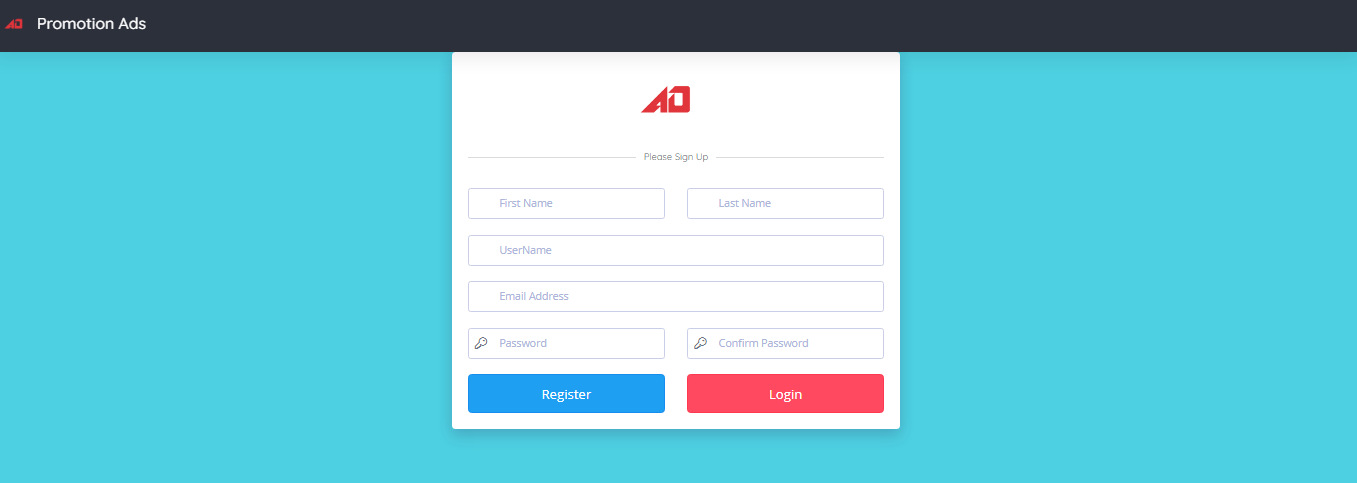 AD Promotion Ads
AD
Please Sign Up
First Name Last Name
UserName
Email Address
Password Confirm Password
Register Login